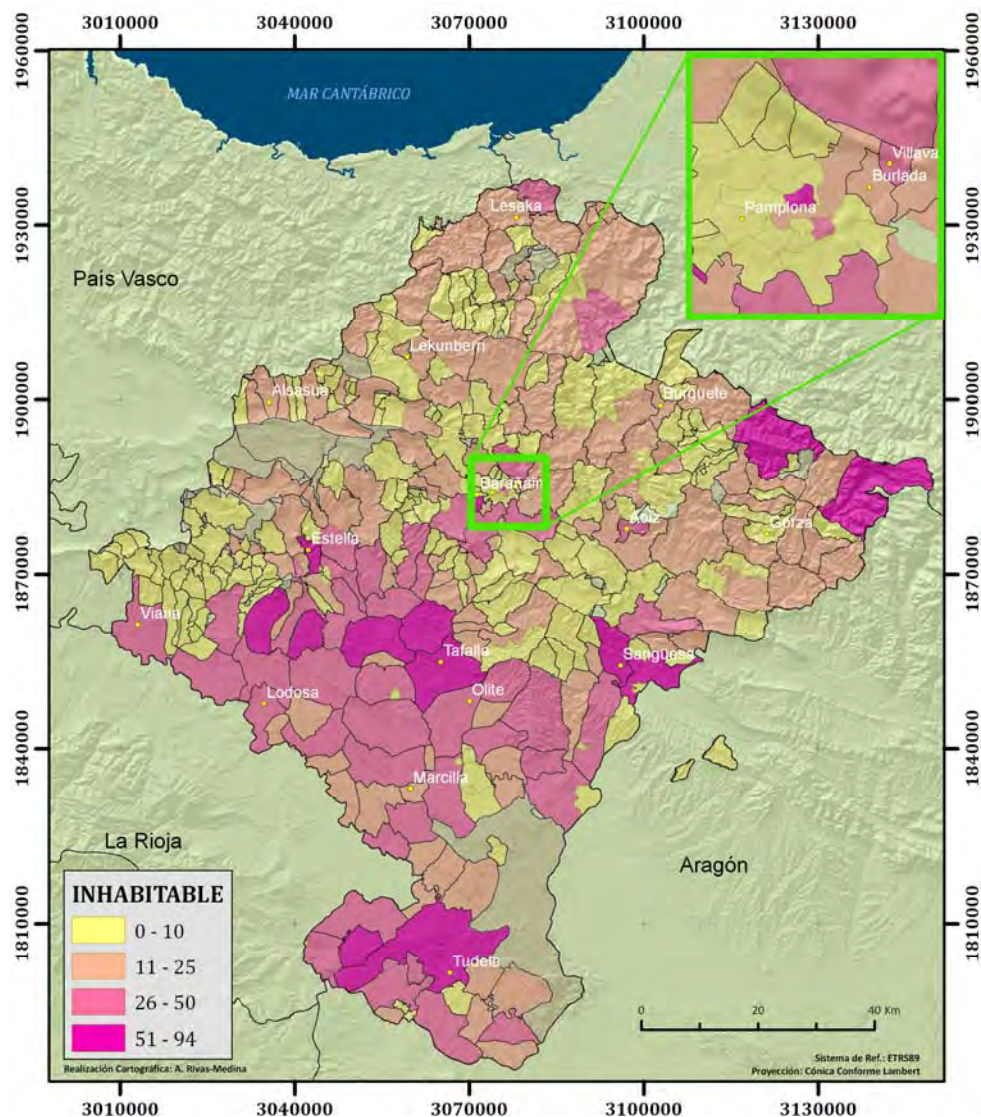 3010000 3040000 3070000 3100000 3130000
1960000 1960000
MAR CANTÁBRICO
Villava
Burlada
Pamplona
1930000 1930000
Lesaka
País Vasco
Lekunberri
1900000 1900000
Alsasua
Burguete
Barañain
Aoiz
Estella
Gorza
1870000 1870000
Viana
Tafalla
Sangüesa
Lodosa
Olite
1840000 1840000
Marcilla
La Rioja
Aragón
INHABITABLE
0 - 10
11 - 25
26 - 50
51 - 94
1810000 1810000
Tudela
0 20 40 Km
Realización Cartográfica: A. Rivas-Medina
Sistema de Ref.: ETRS89
Proyección: Cónica Conforme Lambert
3010000 3040000 3070000 3100000 3130000